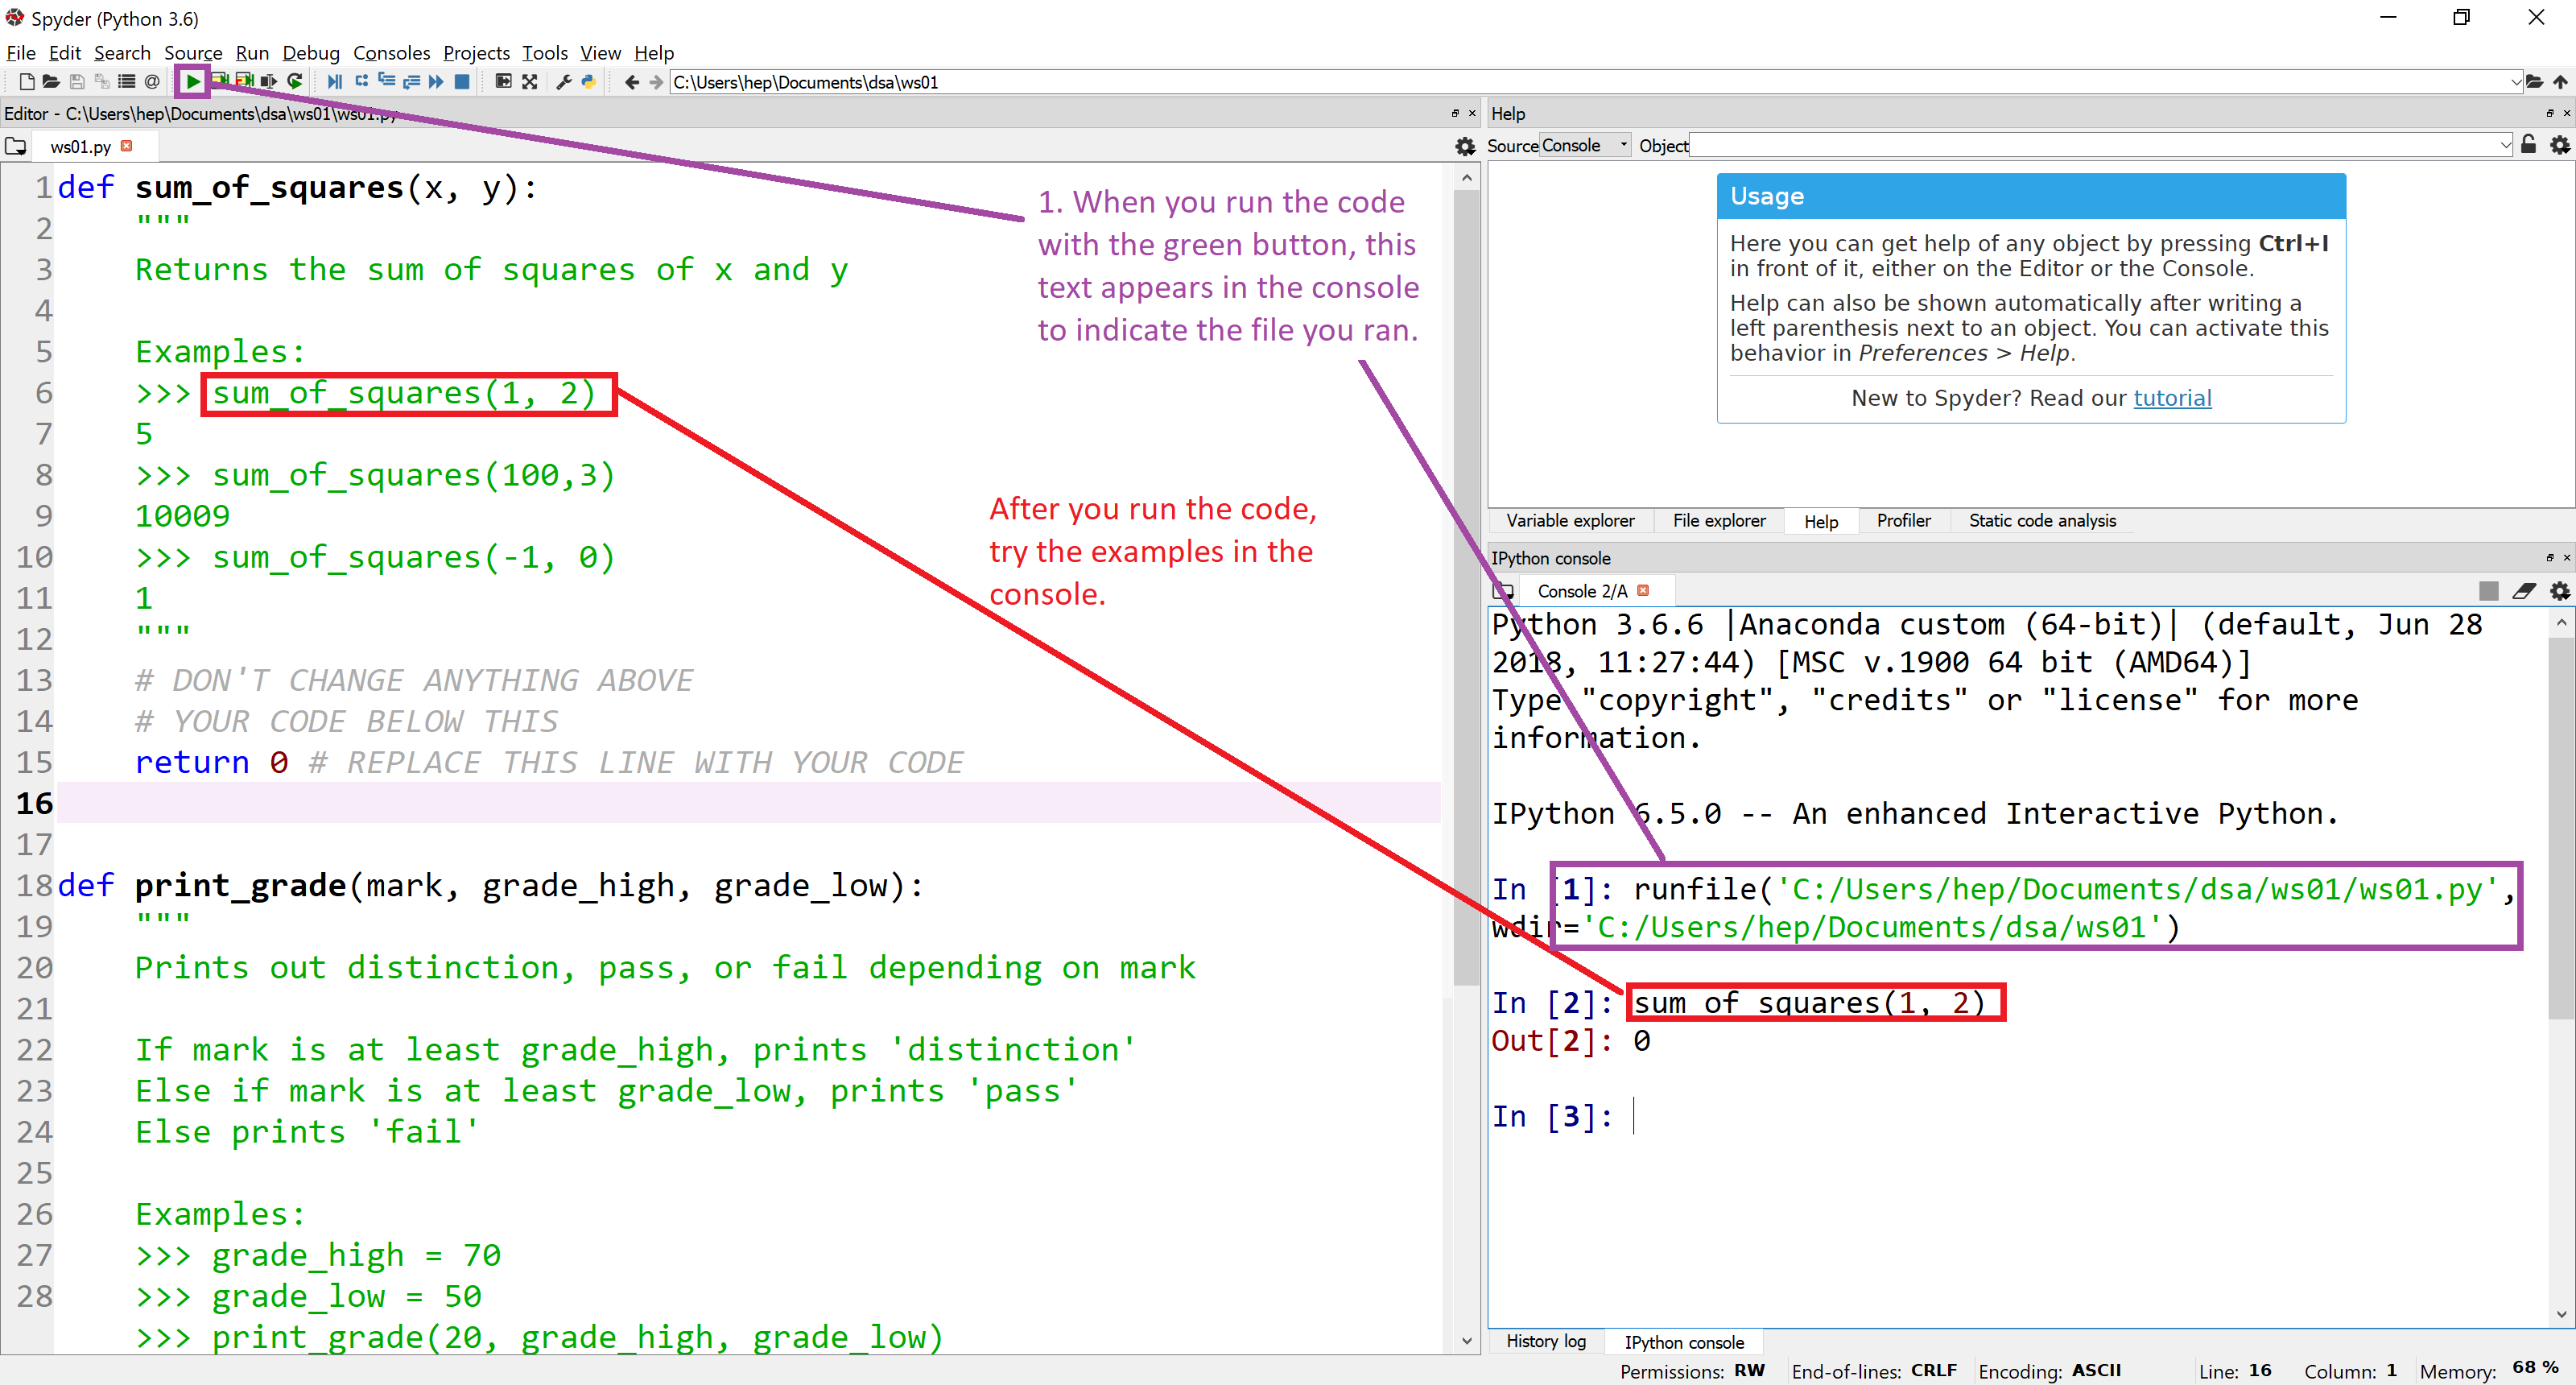 Spyder (Python 3.6)
File Edit Search Source Run Debug Consoles Projects Tools View Help
C:\Users\hep\Documents\dsa\ws01
Editor - C:\Users\hep\Documents\dsa\ws01\ws01.py
ws01.py
1 def sum_of_squares(x, y):
2 """
3 Returns the sum of squares of x and y
4
5 Examples:
6 >>> sum_of_squares(1, 2)
7 5
8 >>> sum_of_squares(100,3)
9 10009
10 >>> sum_of_squares(-1, 0)
11 1
12 """
13 # DON'T CHANGE ANYTHING ABOVE
14 # YOUR CODE BELOW THIS
15 return 0 # REPLACE THIS LINE WITH YOUR CODE
16
17
18 def print_grade(mark, grade_high, grade_low):
19 """
20 Prints out distinction, pass, or fail depending on mark
21
22 If mark is at least grade_high, prints 'distinction'
23 Else if mark is at least grade_low, prints 'pass'
24 Else prints 'fail'
25
26 Examples:
27 >>> grade_high = 70
28 >>> grade_low = 50
>>> print_grade(20, grade_high, grade_low)
1. When you run the code
with the green button, this
text appears in the console
to indicate the file you ran.
After you run the code,
try the examples in the
console.
Help
Source Console Object
Usage
Here you can get help of any object by pressing Ctrl+I
in front of it, either on the Editor or the Console.
Help can also be shown automatically after writing a
left parenthesis next to an object. You can activate this
behavior in Preferences > Help.
New to Spyder? Read our tutorial
Variable explorer File explorer Help Profiler Static code analysis
IPython console
Console 2/A
Python 3.6.6 |Anaconda custom (64-bit)| (default, Jun 28
2018, 11:27:44) [MSC v.1900 64 bit (AMD64)]
Type "copyright", "credits" or "license" for more
information.
IPython 6.5.0 -- An enhanced Interactive Python.
In [1]: runfile('C:/Users/hep/Documents/dsa/ws01/ws01.py',
wdir='C:/Users/hep/Documents/dsa/ws01')
In [2]: sum_of_squares(1, 2)
Out[2]: 0
In [3]:
History log IPython console
Permissions: RW End-of-lines: CRLF Encoding: ASCII Line: 16 Column: 1 Memory: 68 %